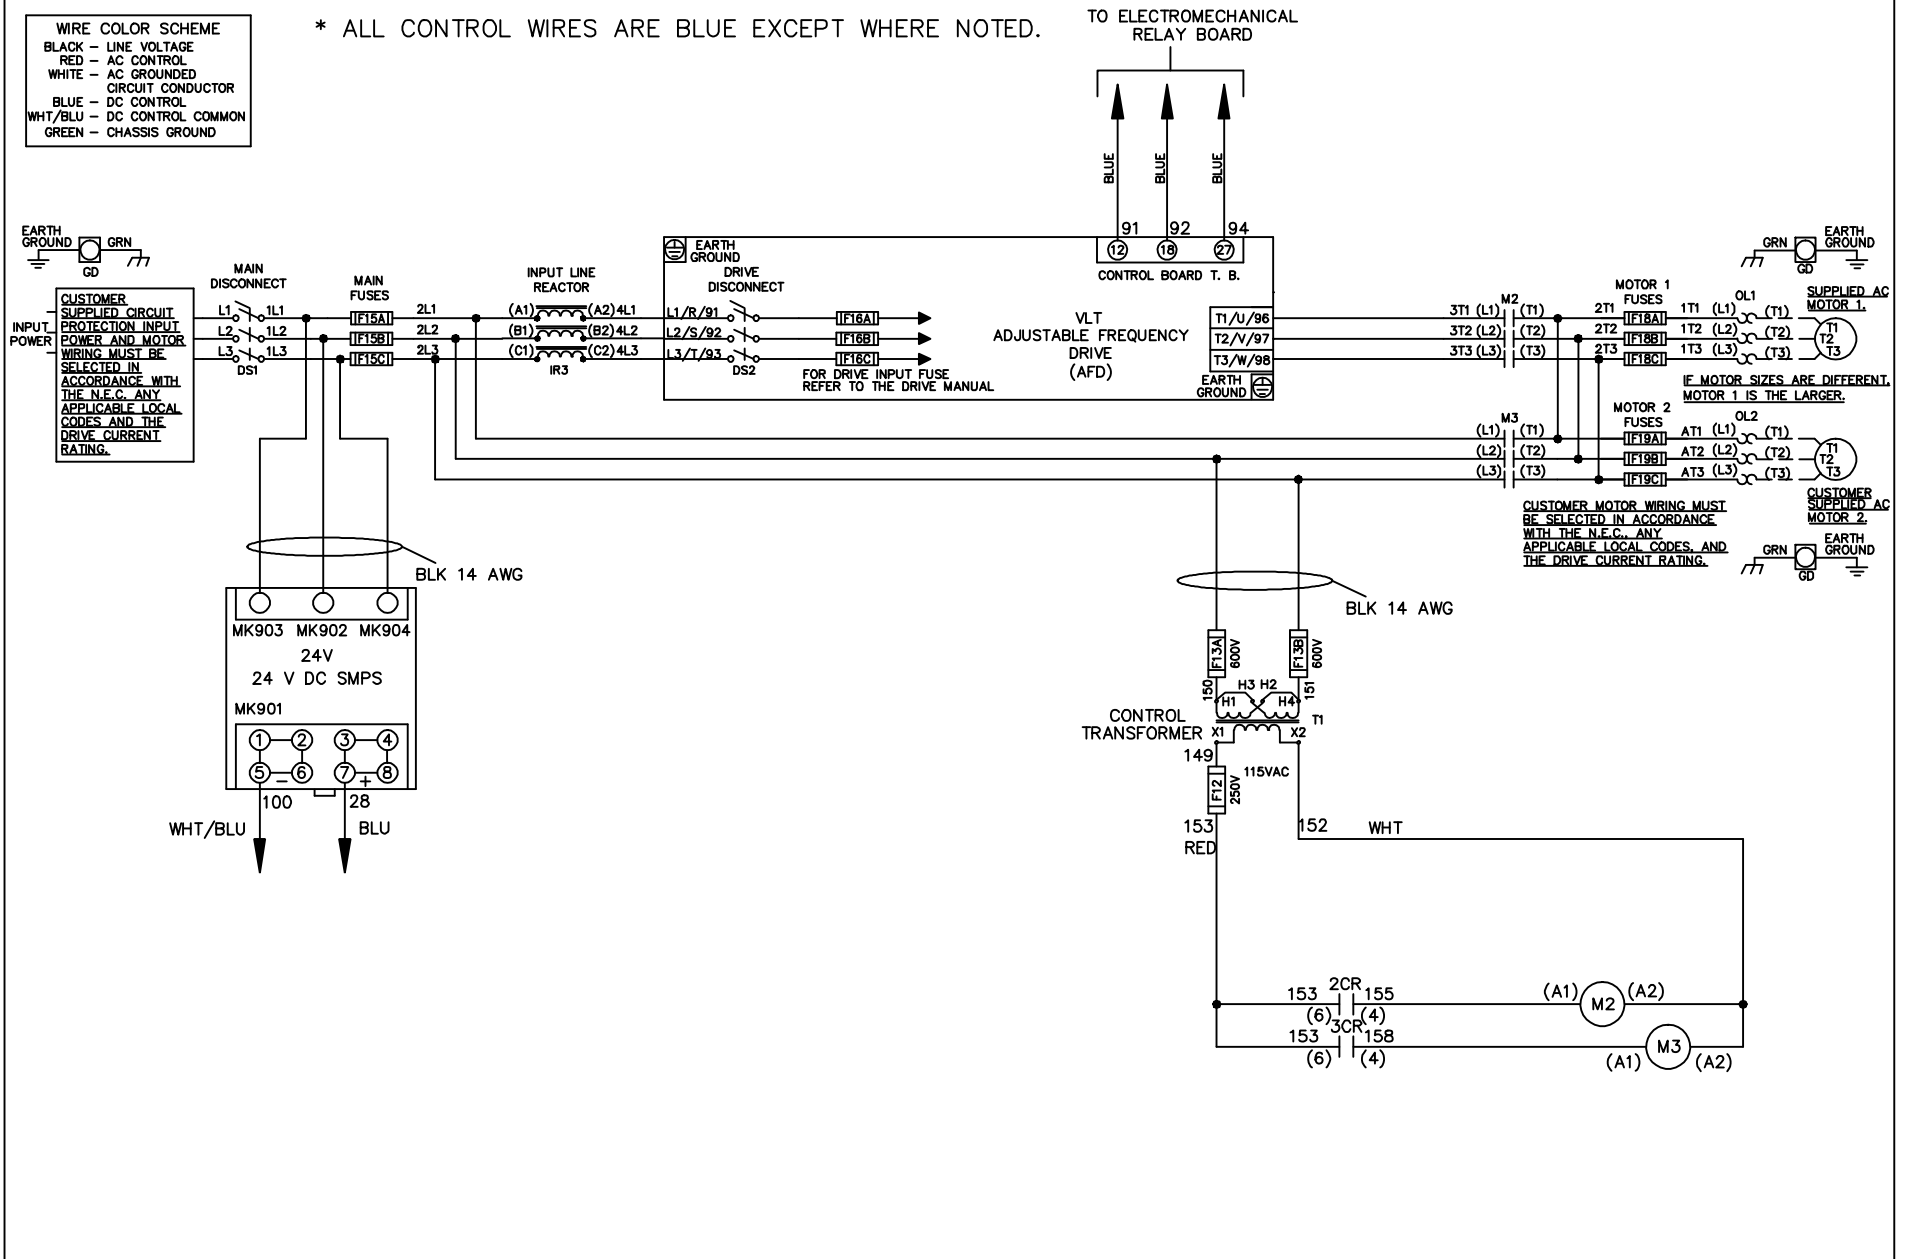 WIRE COLOR SCHEME
BLACK – LINE VOLTAGE
RED – AC CONTROL
WHITE – AC GROUNDED
CIRCUIT CONDUCTOR
BLUE – DC CONTROL
WHT/BLU – DC CONTROL COMMON
GREEN – CHASSIS GROUND
* ALL CONTROL WIRES ARE BLUE EXCEPT WHERE NOTED.
TO ELECTROMECHANICAL
RELAY BOARD
BLUE
BLUE
BLUE
91
92
94
12
18
27
CONTROL BOARD T. B.
EARTH
GROUND
GRN
GD
CUSTOMER
SUPPLIED CIRCUIT
PROTECTION INPUT
POWER AND MOTOR
WIRING MUST BE
SELECTED IN
ACCORDANCE WITH
THE N.E.C. ANY
APPLICABLE LOCAL
CODES AND THE
DRIVE CURRENT
RATING.
INPUT
POWER
MAIN
DISCONNECT
L1
1L1
L2
1L2
L3
1L3
DS1
MAIN
FUSES
F15A
F15B
F15C
2L1
2L2
2L3
INPUT LINE
REACTOR
(A1)
(A2)
4L1
(B1)
(B2)
4L2
(C1)
(C2)
4L3
IR3
EARTH
GROUND
DRIVE
DISCONNECT
L1/R/91
L2/S/92
L3/T/93
DS2
F16A
F16B
F16C
FOR DRIVE INPUT FUSE
REFER TO THE DRIVE MANUAL
VLT
ADJUSTABLE FREQUENCY
DRIVE
(AFD)
T1/U/96
T2/V/97
T3/W/98
EARTH
GROUND
M2
3T1 (L1)
(T1)
3T2 (L2)
(T2)
3T3 (L3)
(T3)
MOTOR 1
FUSES
2T1
F18A
1T1
(L1)
2T2
F18B
1T2
(L2)
2T3
F18C
1T3
(L3)
OL1
(T1)
(T2)
(T3)
GRN
EARTH
GROUND
GD
SUPPLIED AC
MOTOR 1.
T1
T2
T3
IF MOTOR SIZES ARE DIFFERENT,
MOTOR 1 IS THE LARGER.
M3
(L1)
(T1)
(L2)
(T2)
(L3)
(T3)
MOTOR 2
FUSES
F19A
AT1
(L1)
F19B
AT2
(L2)
F19C
AT3
(L3)
OL2
(T1)
(T2)
(T3)
T1
T2
T3
CUSTOMER
SUPPLIED AC
MOTOR 2.
CUSTOMER MOTOR WIRING MUST
BE SELECTED IN ACCORDANCE
WITH THE N.E.C., ANY
APPLICABLE LOCAL CODES, AND
THE DRIVE CURRENT RATING.
GRN
EARTH
GROUND
GD
BLK 14 AWG
MK903
MK902
MK904
24V
24 V DC SMPS
MK901
1
2
3
4
5
–
6
7
+
8
100
28
WHT/BLU
BLU
BLK 14 AWG
F13A
600V
F13B
600V
150
151
H1
H3
H2
H4
CONTROL
TRANSFORMER
X1
X2
T1
149
115VAC
F12
250V
153
RED
152
WHT
153
2CR
155
(6)
(4)
(A1)
M2
(A2)
153
3CR
158
(6)
(4)
(A1)
M3
(A2)